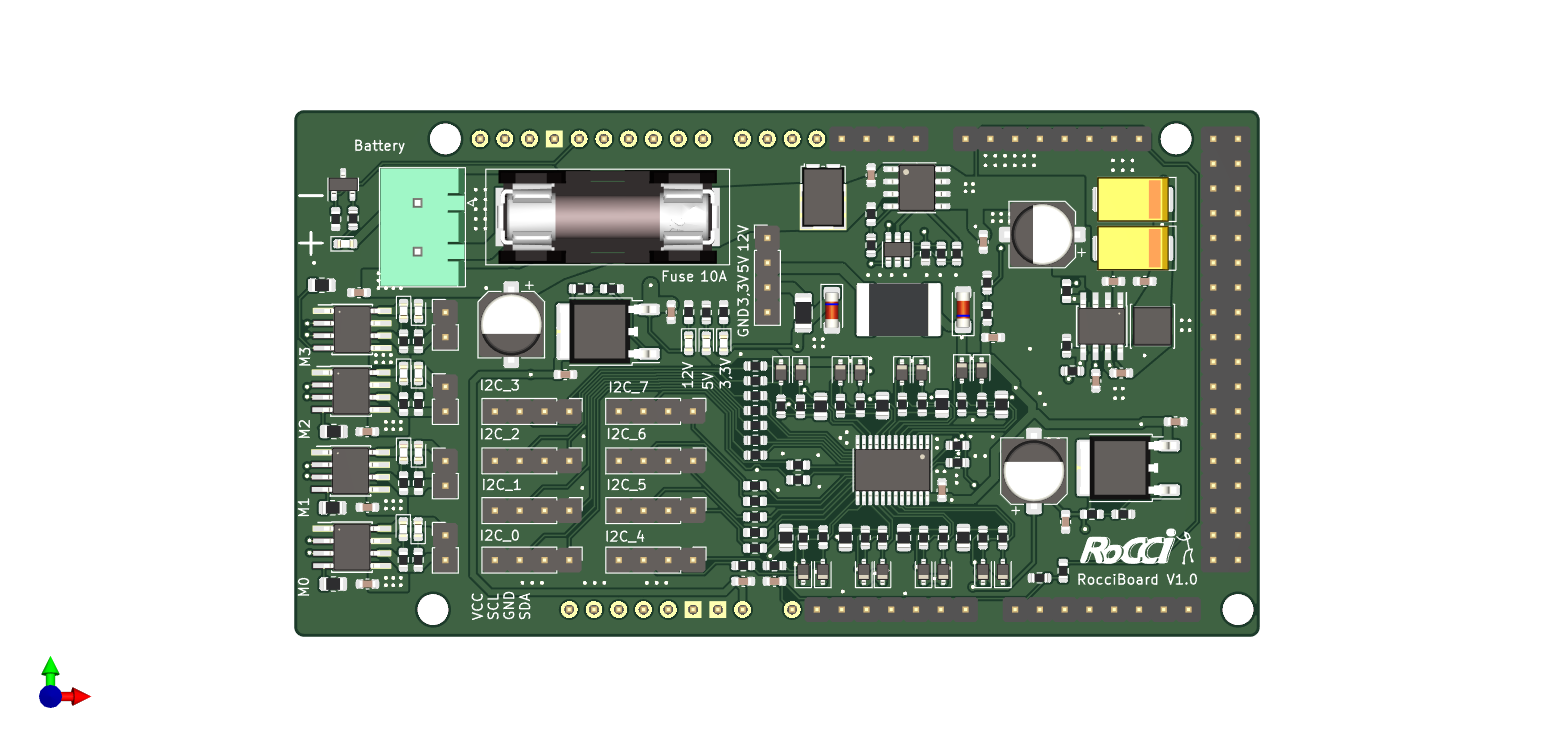 Battery
Fuse 10A
12V
5V
3,3V
GND
12V
5V
3,3V
M3
M2
M1
M0
I2C_3
I2C_7
I2C_2
I2C_6
I2C_1
I2C_5
I2C_0
I2C_4
VCC
SCL
GND
SDA
RoCCi
RocciBoard V1.0